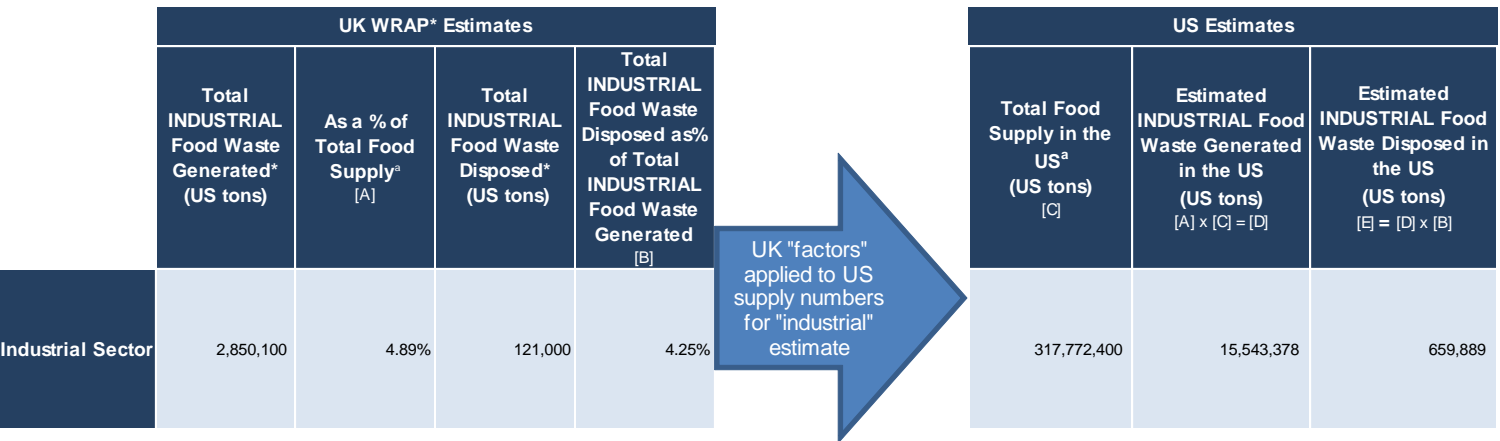 UK WRAP* Estimates
Total
INDUSTRIAL
Food Waste
Generated*
(US tons)
As a % of
Total Food
Supplyᵃ
[A]
Total
INDUSTRIAL
Food Waste
Disposed*
(US tons)
Total
INDUSTRIAL
Food Waste
Disposed as%
of Total
INDUSTRIAL
Food Waste
Generated
[B]
Industrial Sector
2,850,100
4.89%
121,000
4.25%
UK "factors"
applied to US
supply numbers
for "industrial"
estimate
US Estimates
Total Food
Supply in the
USᵃ
(US tons)
[C]
Estimated
INDUSTRIAL Food
Waste Generated
in the US
(US tons)
[A] x [C] = [D]
Estimated
INDUSTRIAL Food
Waste Disposed in
the US
(US tons)
[E] = [D] x [B]
317,772,400
15,543,378
659,889